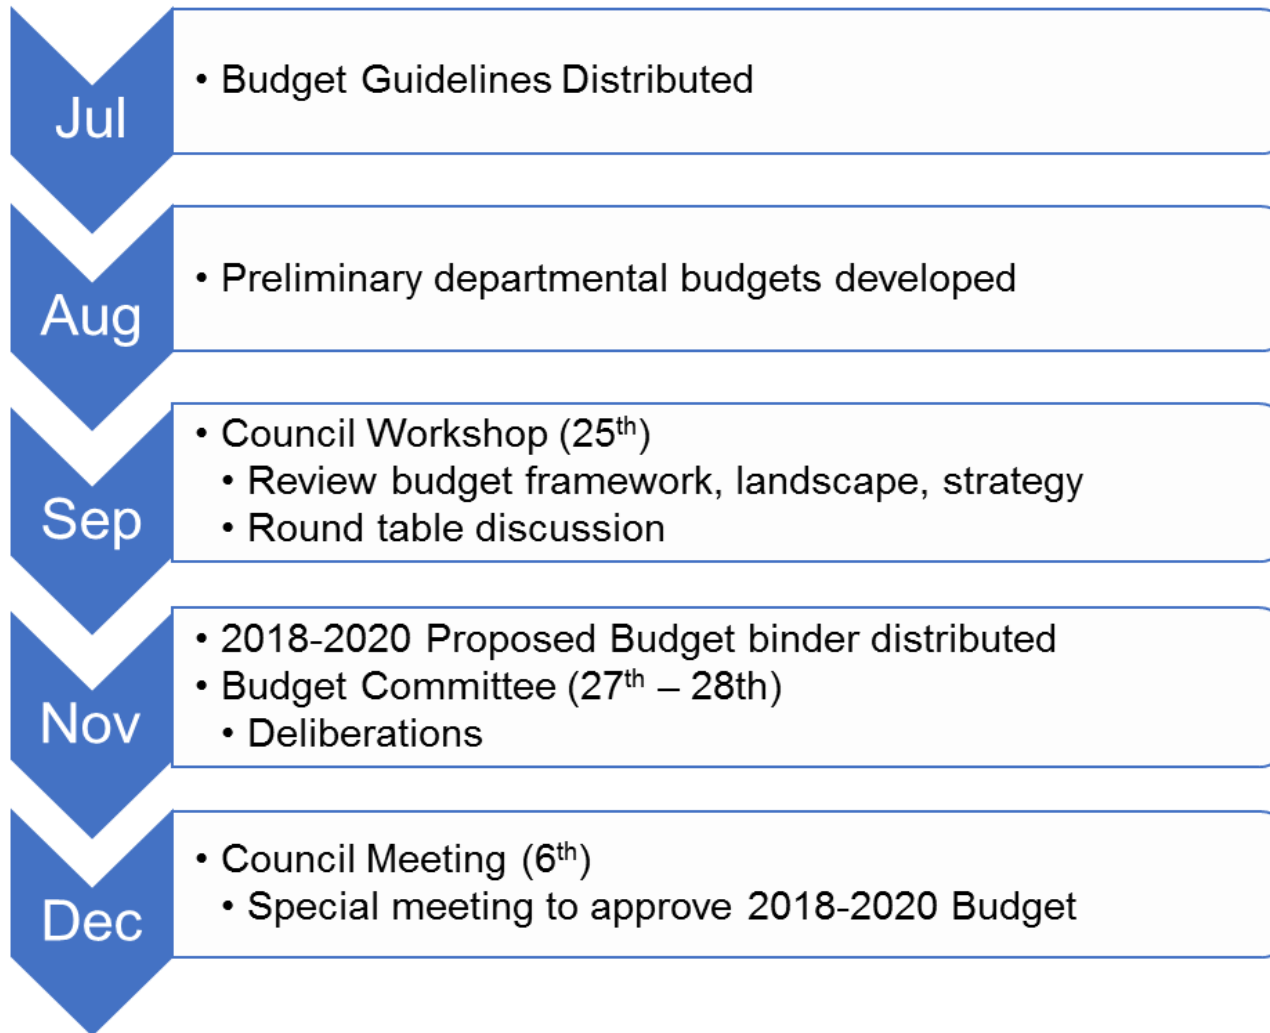 Jul
• Budget Guidelines Distributed
Aug
• Preliminary departmental budgets developed
Sep
• Council Workshop (25th)
• Review budget framework, landscape, strategy
• Round table discussion
Nov
• 2018-2020 Proposed Budget binder distributed
• Budget Committee (27th – 28th)
• Deliberations
Dec
• Council Meeting (6th)
• Special meeting to approve 2018-2020 Budget